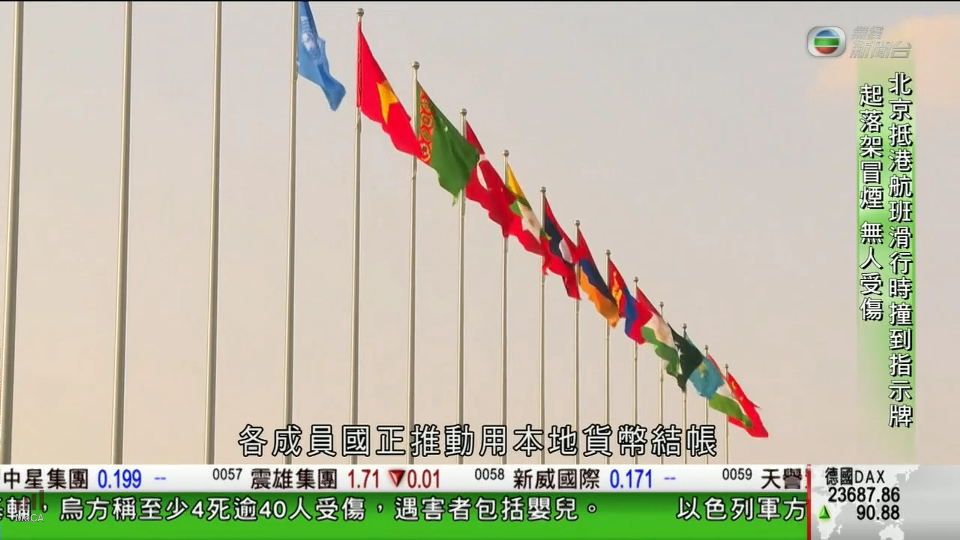 無綫新聞台
北京抵港航班滑行時撞到指示牌
起落架冒煙 無人受傷
各成員國正推動用本地貨幣結帳
中星集團 0.199 -- 0057 震雄集團 1.71 ▼0.01 0058 新威國際 0.171 -- 0059 天譽
德國DAX
23687.86
▲ 90.88
輔，烏方稱至少4死逾40人受傷，遇害者包括嬰兒。 以色列軍方